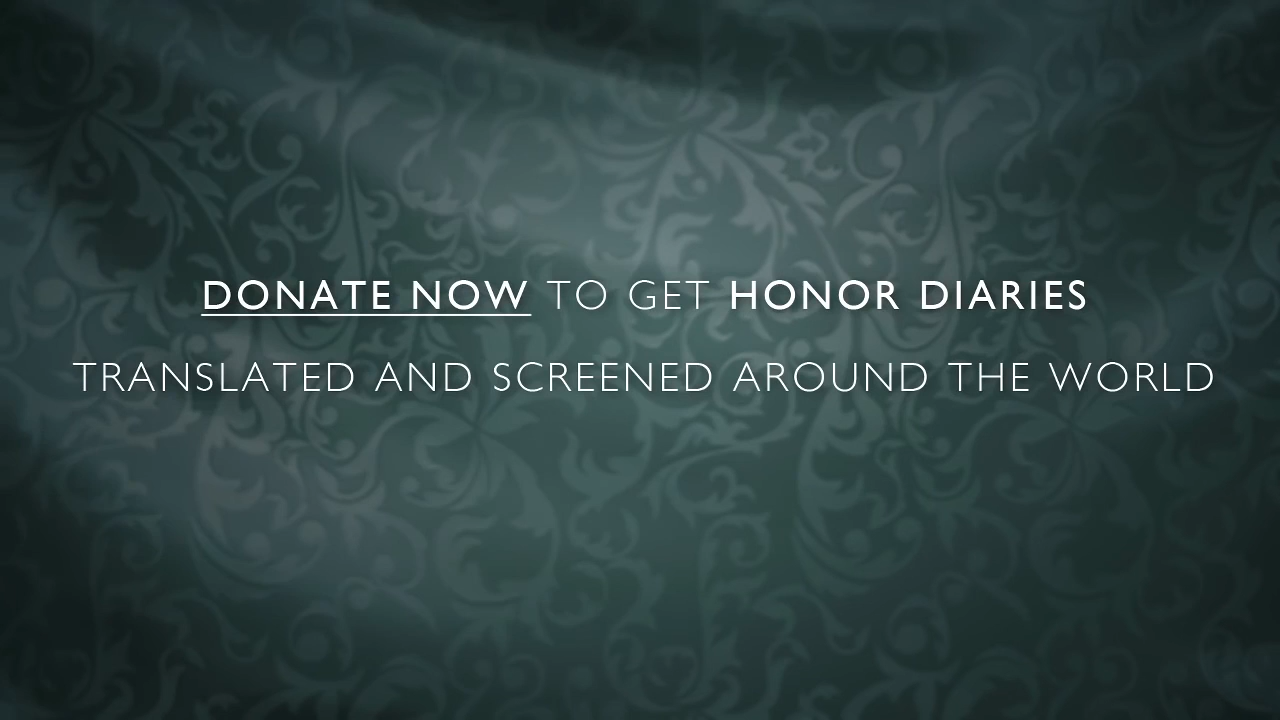 DONATE NOW TO GET HONOR DIARIES
TRANSLATED AND SCREENED AROUND THE WORLD